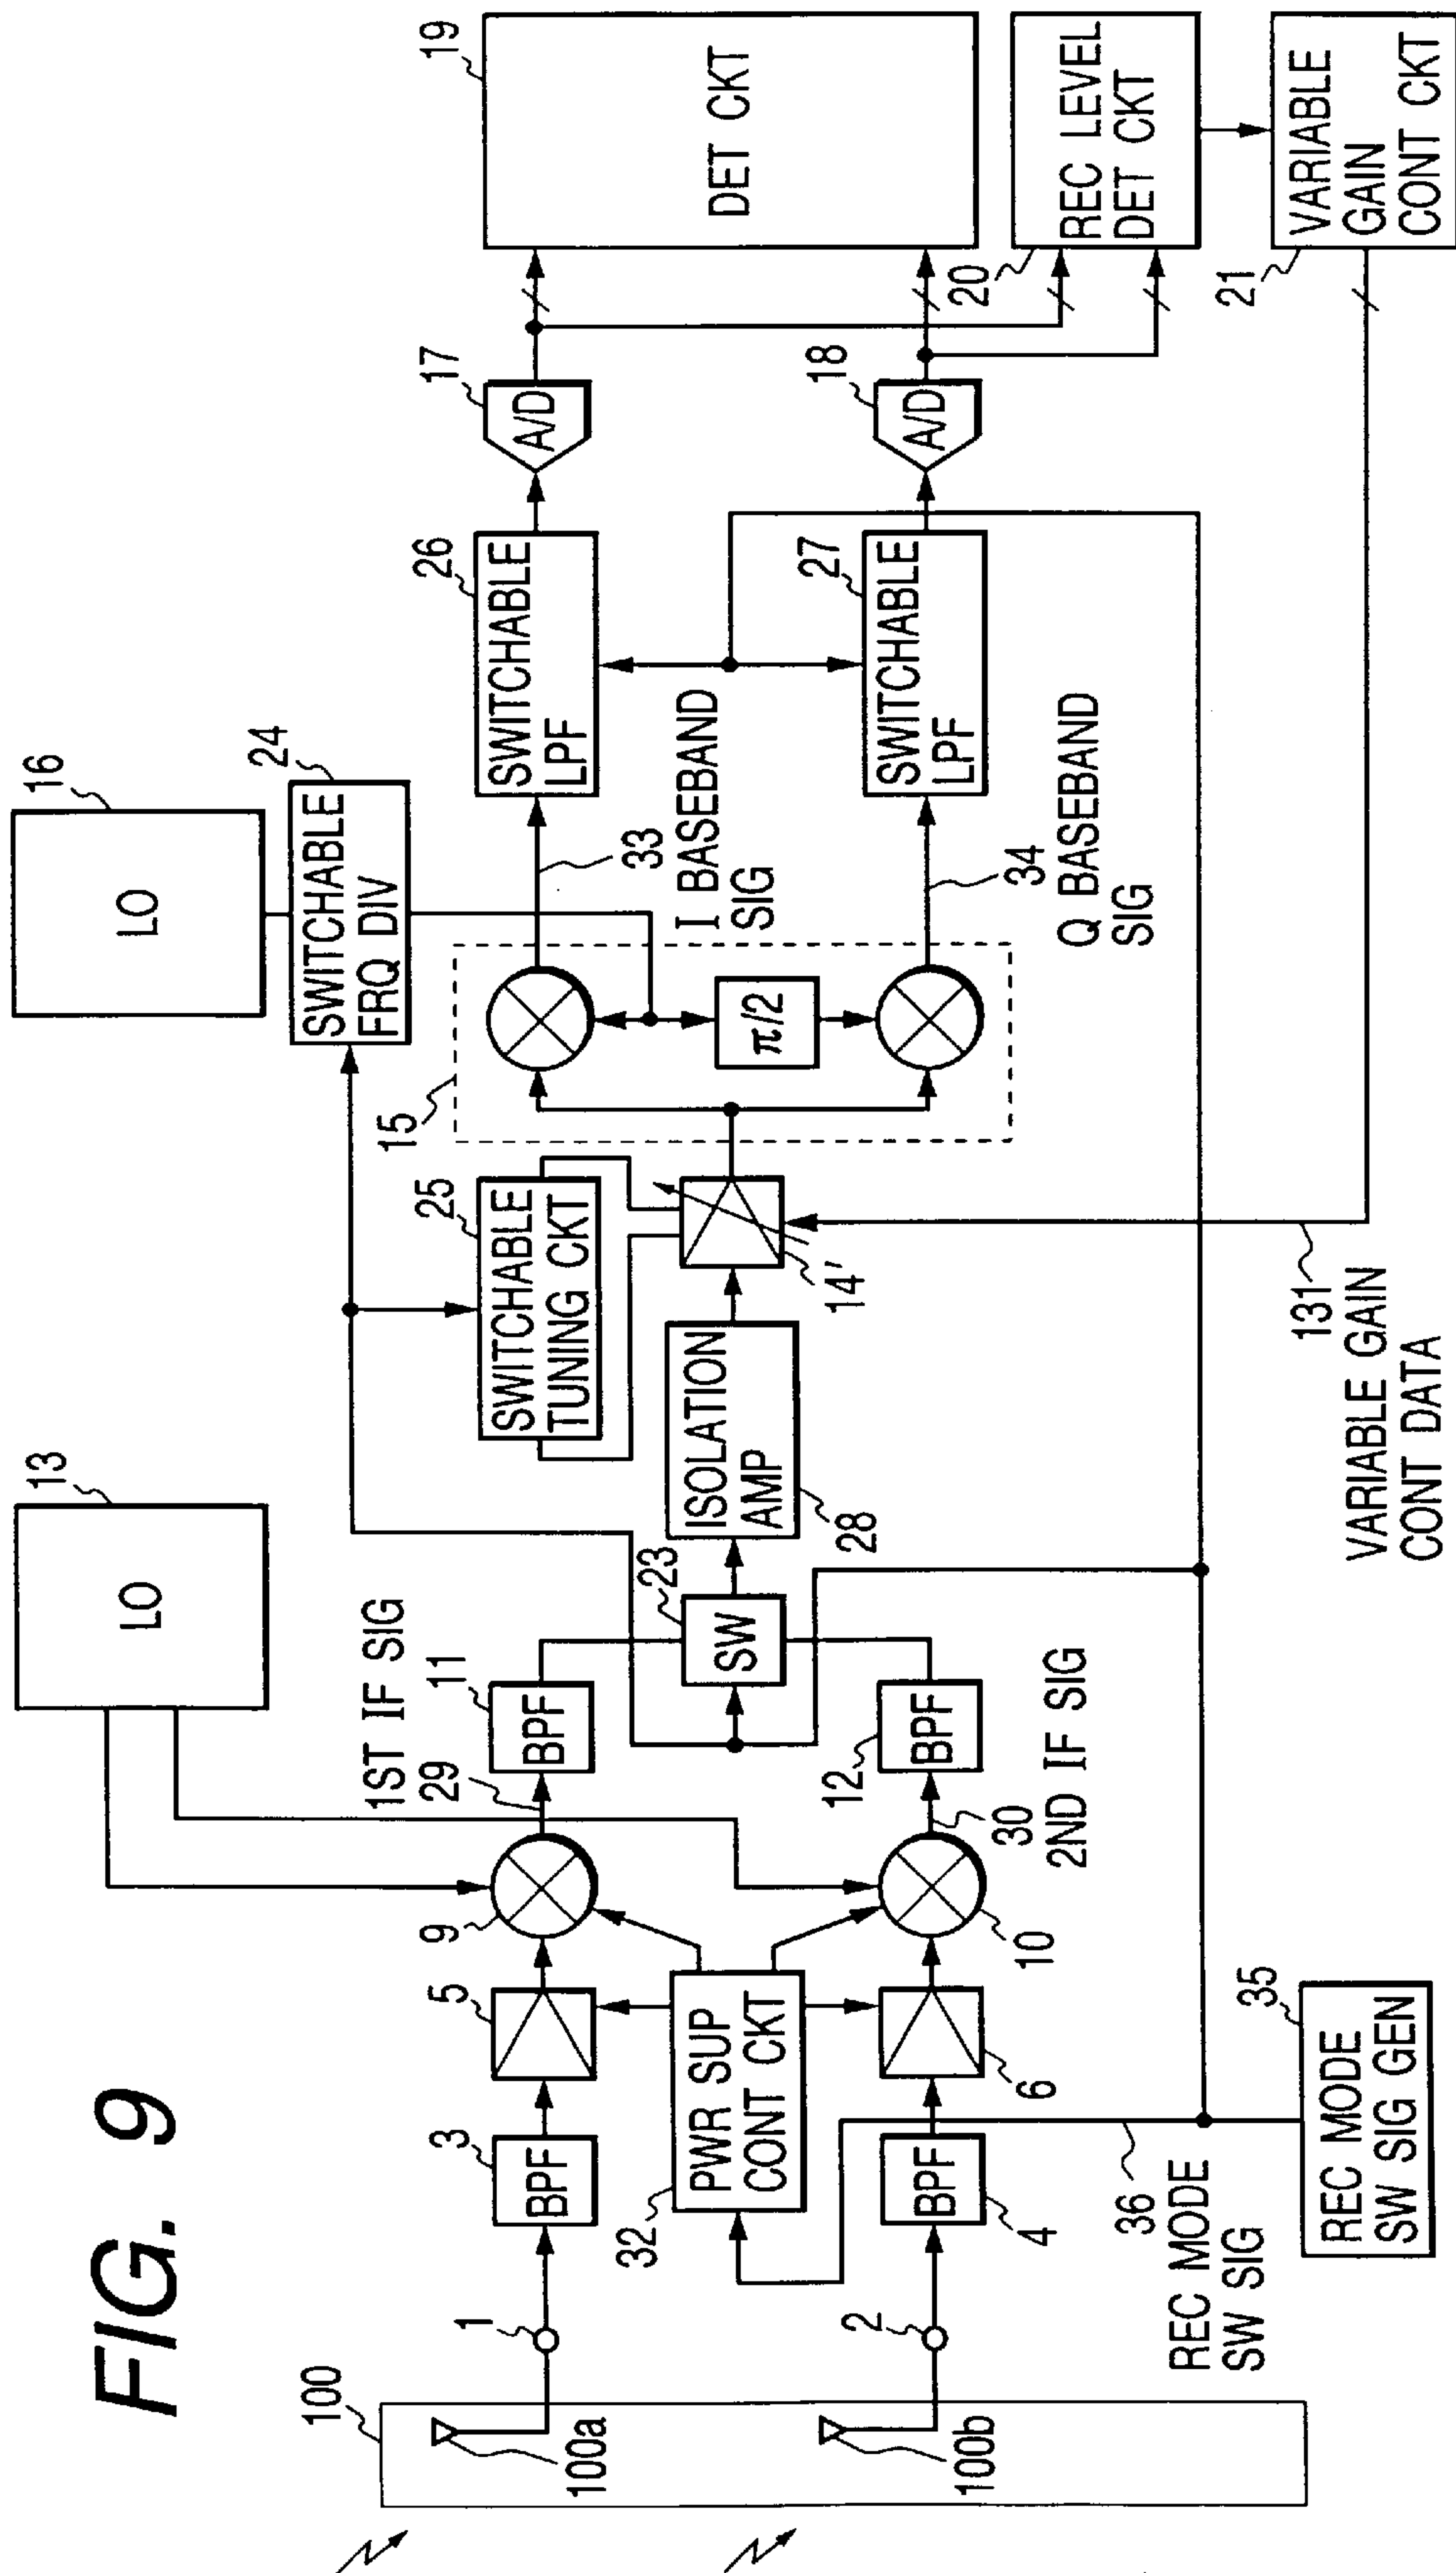 FIG. 9
100
100a
100b
1
2
3
BPF
4
BPF
5
6
32
PWR SUP
CONT CKT
9
10
13
LO
29
1ST IF SIG
30
2ND IF SIG
11
BPF
12
BPF
23
SW
28
ISOLATION
AMP
25
SWITCHABLE
TUNING CKT
14'
15
π/2
16
LO
24
SWITCHABLE
FRQ DIV
33
I BASEBAND
SIG
34
Q BASEBAND
SIG
26
SWITCHABLE
LPF
27
SWITCHABLE
LPF
17
A/D
18
A/D
19
DET CKT
20
REC LEVEL
DET CKT
21
VARIABLE
GAIN
CONT CKT
131
VARIABLE GAIN
CONT DATA
36
REC MODE
SW SIG
35
REC MODE
SW SIG GEN